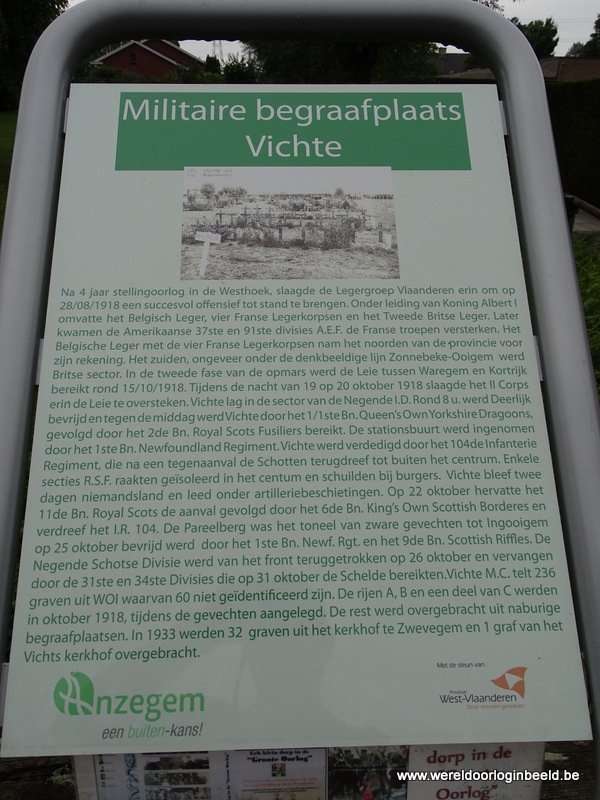 Militaire begraafplaats
Vichte
Na 4 jaar stellingoorlog in de Westhoek, slaagde de Legergroep Vlaanderen erin om op
28/08/1918 een succesvol offensief tot stand te brengen. Onder leiding van Koning Albert I
omvatte het Belgisch Leger, vier Franse Legerkorpsen en het Tweede Britse Leger. Later
kwamen de Amerikaanse 37ste en 91ste divisies A.E.F. de Franse troepen versterken. Het
Belgische Leger met de vier Franse Legerkorpsen nam het noorden van de provincie voor
zijn rekening. Het zuiden, ongeveer onder de denkbeeldige lijn Zonnebeke-Ooigem werd
Britse sector. In de tweede fase van de opmars werd de Leie tussen Waregem en Kortrijk
bereikt rond 15/10/1918. Tijdens de nacht van 19 op 20 oktober 1918 slaagde het II Corps
erin de Leie te oversteken. Vichte lag in de sector van de Negende I.D. Rond 8 u. werd Deerlijk
bevrijd en tegen de middag werd Vichte door het 1/1ste Bn. Queen's Own Yorkshire Dragoons,
gevolgd door het 2de Bn. Royal Scots Fusiliers bereikt. De stationsbuurt werd ingenomen
door het 1ste Bn. Newfoundland Regiment. Vichte werd verdedigd door het 104de Infanterie
Regiment, die na een tegenaanval de Schotten terugdreef tot buiten het centrum. Enkele
secties R.S.F. raakten geïsoleerd in het centum en schuilden bij burgers. Vichte bleef twee
dagen niemandsland en leed onder artilleriebeschietingen. Op 22 oktober hervatte het
11de Bn. Royal Scots de aanval gevolgd door het 6de Bn. King's Own Scottish Borderes en
verdreef het I.R. 104. De Pareelberg was het toneel van zware gevechten tot Ingooigem
op 25 oktober bevrijd werd door het 1ste Bn. Newf. Rgt. en het 9de Bn. Scottish Riffles. De
Negende Schotse Divisie werd van het front teruggetrokken op 26 oktober en vervangen
door de 31ste en 34ste Divisies die op 31 oktober de Schelde bereikten.Vichte M.C. telt 236
graven uit WOI waarvan 60 niet geïdentificeerd zijn. De rijen A, B en een deel van C werden
in oktober 1918, tijdens de gevechten aangelegd. De rest werd overgebracht uit naburige
begraafplaatsen. In 1933 werden 32 graven uit het kerkhof te Zwevegem en 1 graf van het
Vichts kerkhof overgebracht.
Met de steun van
Anzegem
een buiten-kans!
Provincie
West-Vlaanderen
Door mensen gedreven
Een klein dorp in de
"Groote Oorlog"
dorp in de
Oorlog"
www.wereldoorloginbeeld.be